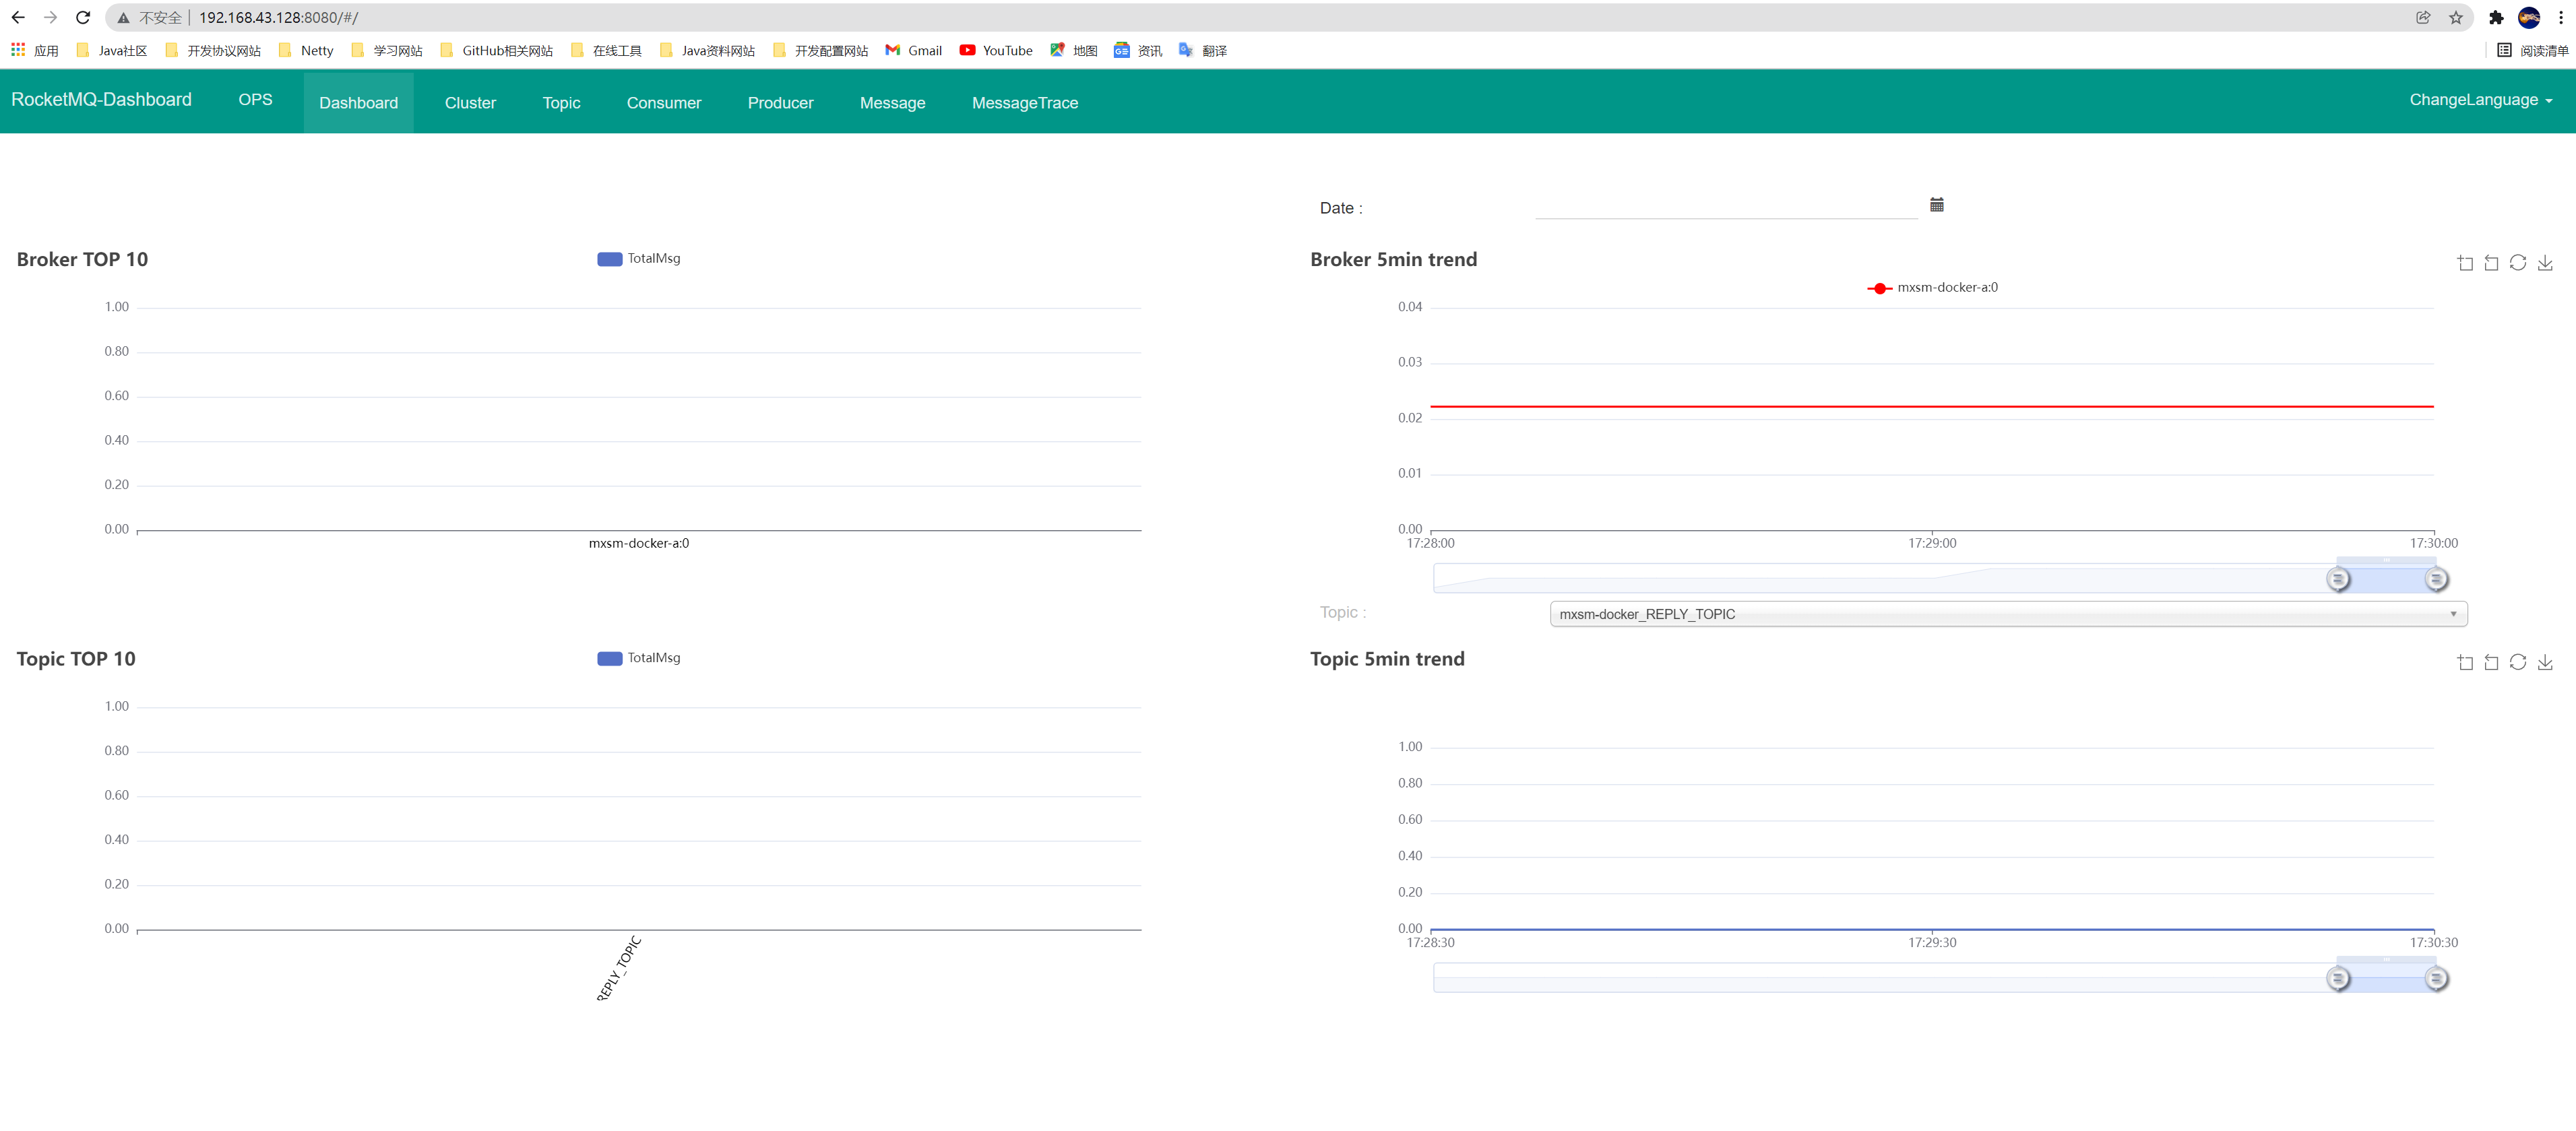 不安全 192.168.43.128:8080/#/
应用 Java社区 开发协议网站 Netty 学习网站 GitHub相关网站 在线工具 Java资料网站 开发配置网站 Gmail YouTube 地图 资讯 翻译 阅读清单
RocketMQ-Dashboard OPS Dashboard Cluster Topic Consumer Producer Message MessageTrace ChangeLanguage
Date :
Broker TOP 10
TotalMsg
1.00
0.80
0.60
0.40
0.20
0.00
mxsm-docker-a:0
Broker 5min trend
mxsm-docker-a:0
0.04
0.03
0.02
0.01
0.00
17:28:00 17:29:00 17:30:00
Topic : mxsm-docker_REPLY_TOPIC
Topic TOP 10
TotalMsg
1.00
0.80
0.60
0.40
0.20
0.00
REPLY_TOPIC
Topic 5min trend
1.00
0.80
0.60
0.40
0.20
0.00
17:28:30 17:29:30 17:30:30